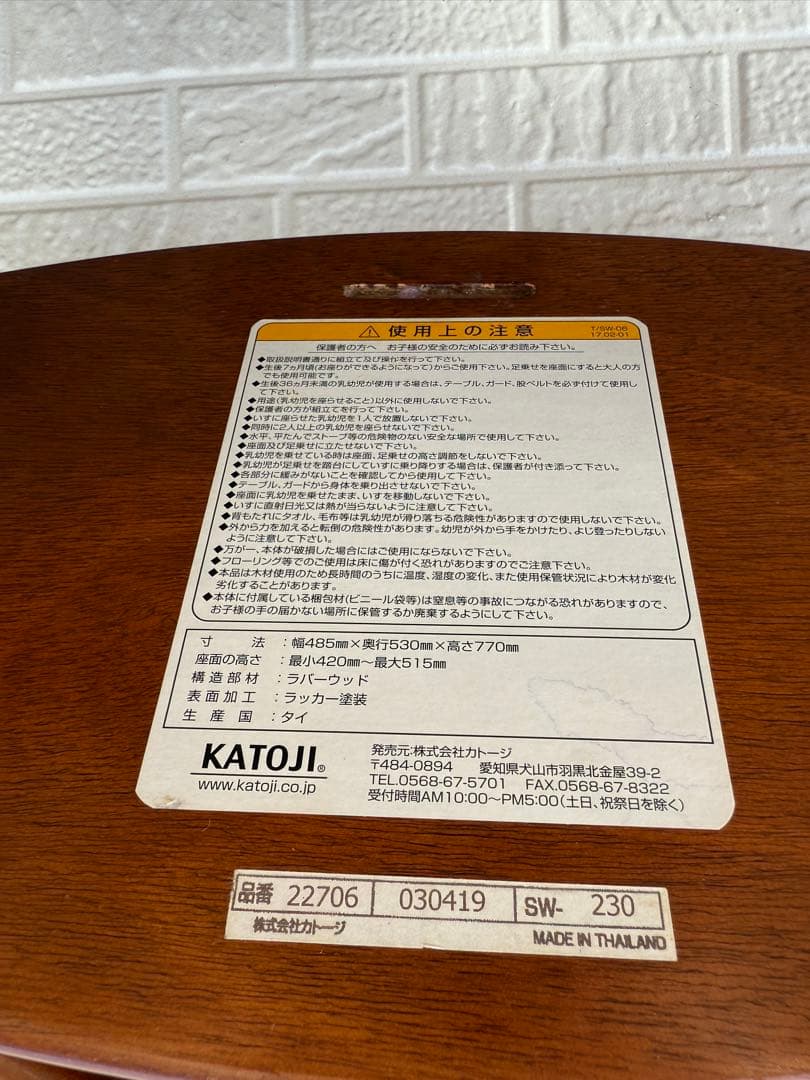 ⚠ 使用上の注意
T/SW-06
17.02-01
保護者の方へ お子様の安全のために必ずお読み下さい。
◆取扱説明書通りに組立て及び操作を行って下さい。
◆生後7ヵ月頃(お座りができるようになって)からご使用下さい。足乗せを座面にすると大人の方
でも使用可能です。
◆生後36ヵ月未満の乳幼児が使用する場合は、テーブル、ガード、股ベルトを必ず付けて使用し
て下さい。
◆用途(乳幼児を座らせること)以外に使用しないで下さい。
◆保護者の方が組立てを行って下さい。
◆いすに座らせた乳幼児を1人で放置しないで下さい。
◆同時に2人以上の乳幼児を座らせないで下さい。
◆水平、平たんでストーブ等の危険物のない安全な場所で使用して下さい。
◆座面及び足乗せに立たせないで下さい。
◆乳幼児を乗せている時は座面、足乗せの高さ調節をしないで下さい。
◆乳幼児が足乗せを踏台にしていすに乗り降りする場合は、保護者が付き添って下さい。
◆各部分に緩みがないことを確認してから使用して下さい。
◆テーブル、ガードから身体を乗り出させないで下さい。
◆座面に乳幼児を乗せたまま、いすを移動しないで下さい。
◆いすに直射日光又は熱が当らないように注意して下さい。
◆背もたれにタオル、毛布等は乳幼児が滑り落ちる危険性がありますので使用しないで下さい。
◆外から力を加えると転倒の危険性があります。幼児が外から手をかけたり、よじ登ったりしない
ように注意して下さい。
◆万が一、本体が破損した場合にはご使用にならないで下さい。
◆フローリング等でのご使用は床に傷が付く恐れがありますのでご注意下さい。
◆本品は木材使用のため長時間のうちに温度、湿度の変化、また使用保管状況により木材が変化
劣化することがあります。
◆本体に付属している梱包材(ビニール袋等)は窒息等の事故につながる恐れがありますので、
お子様の手の届かない場所に保管するか廃棄するようにして下さい。
寸法:幅485㎜×奥行530㎜×高さ770㎜
座面の高さ:最小420㎜〜最大515㎜
構造部材:ラバーウッド
表面加工:ラッカー塗装
生産国:タイ
KATOJI®
www.katoji.co.jp
発売元:株式会社カトージ
〒484-0894 愛知県犬山市羽黒北金屋39-2
TEL.0568-67-5701 FAX.0568-67-8322
受付時間AM10:00〜PM5:00(土日、祝祭日を除く)
品番 22706 030419 SW- 230
株式会社カトージ MADE IN THAILAND